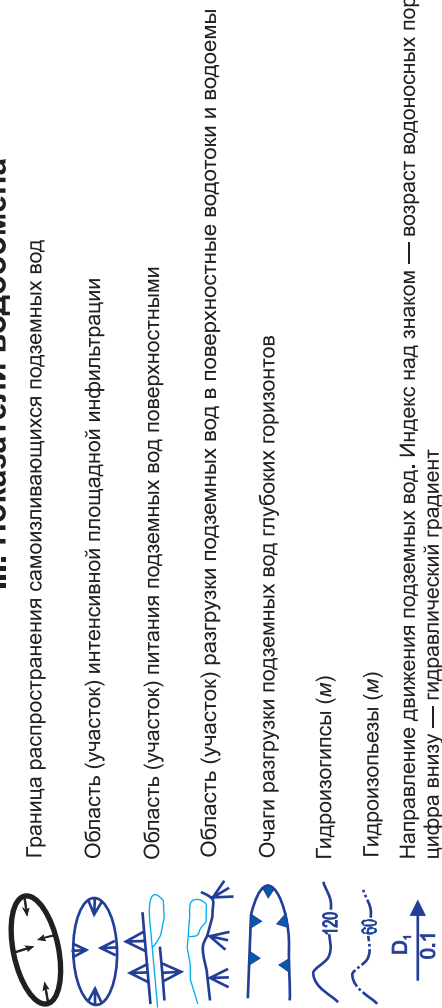 III. Показатели водообмена
Граница распространения самоизливающихся подземных вод
Область (участок) интенсивной площадной инфильтрации
Область (участок) питания подземных вод поверхностными
Область (участок) разгрузки подземных вод в поверхностные водотоки и водоемы
Очаги разгрузки подземных вод глубоких горизонтов
120 Гидроизогипсы (м)
60 Гидроизопьезы (м)
D1 0.1 Направление движения подземных вод. Индекс над знаком — возраст водоносных пор
цифра внизу — гидравлический градиент